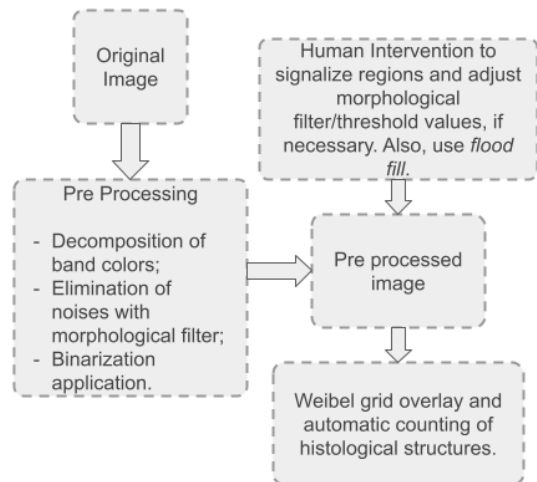 Original
Image
Human Intervention to
signalize regions and adjust
morphological
filter/threshold values, if
necessary. Also, use flood
fill.
Pre Processing
- Decomposition of
band colors;
- Elimination of
noises with
morphological filter;
- Binarization
application.
Pre processed
image
Weibel grid overlay and
automatic counting of
histological structures.